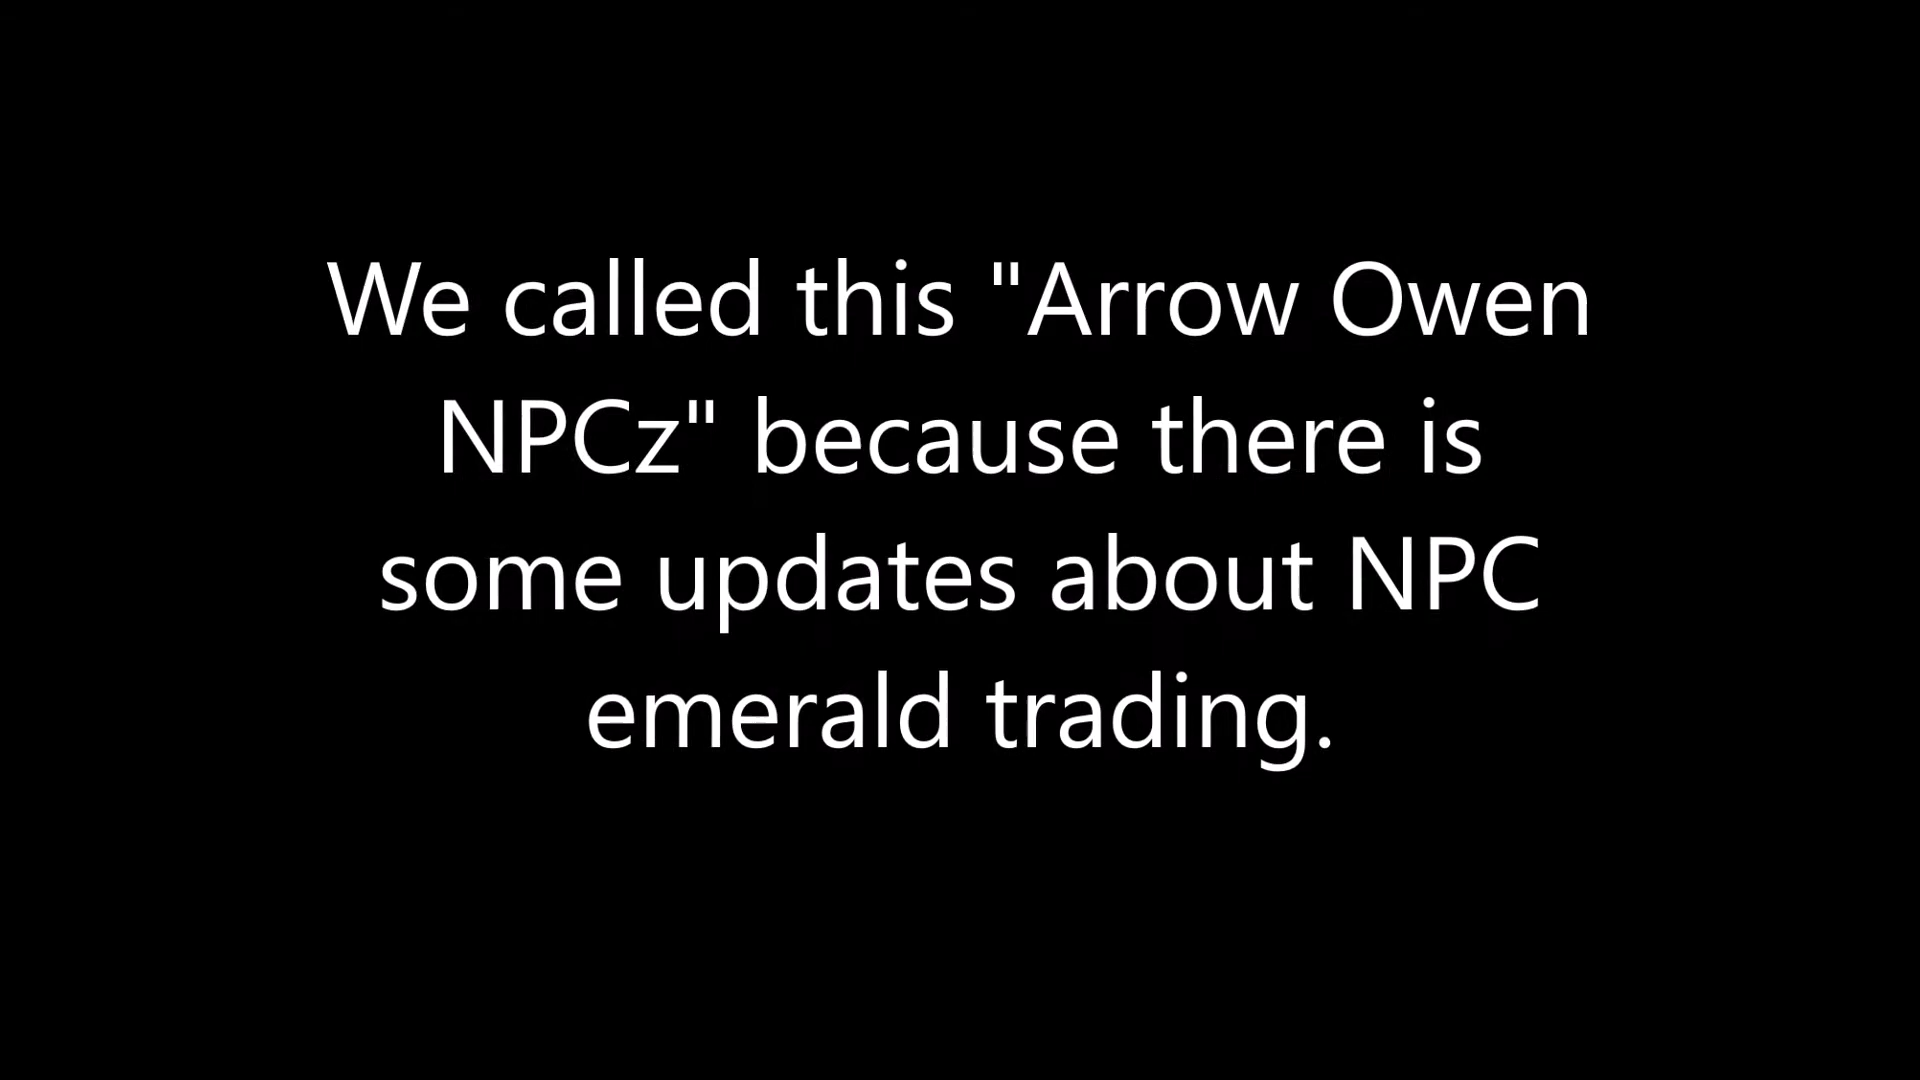 We called this "Arrow Owen
NPCz" because there is
some updates about NPC
emerald trading.